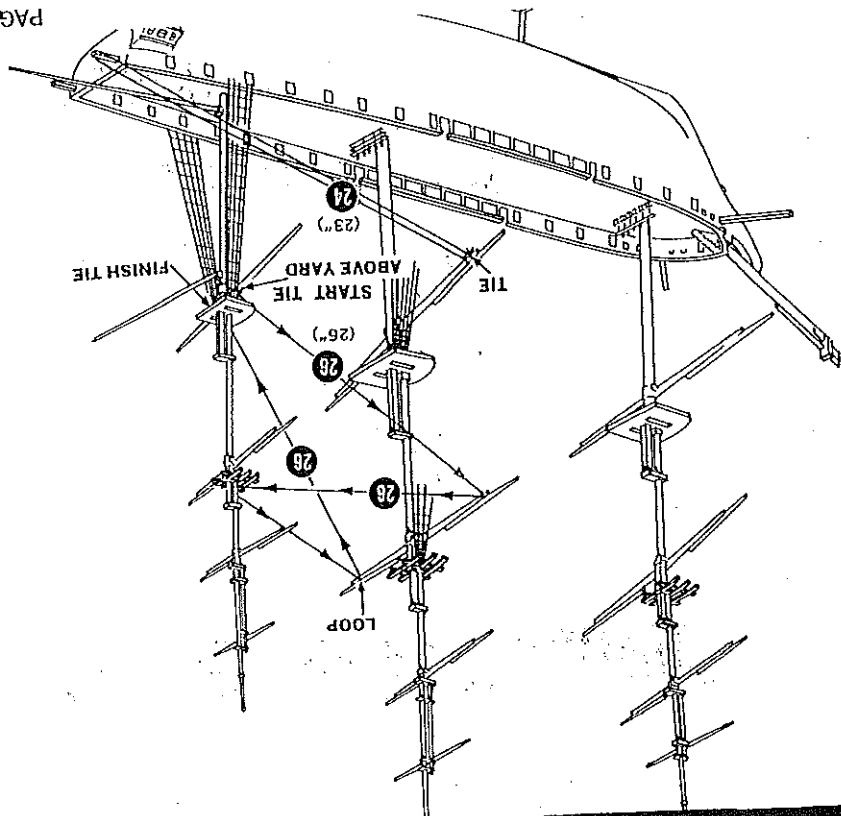 LOOP
26
26
26
(26")
START TIE
ABOVE YARD
TIE
FINISH TIE
(23")
24
PAG